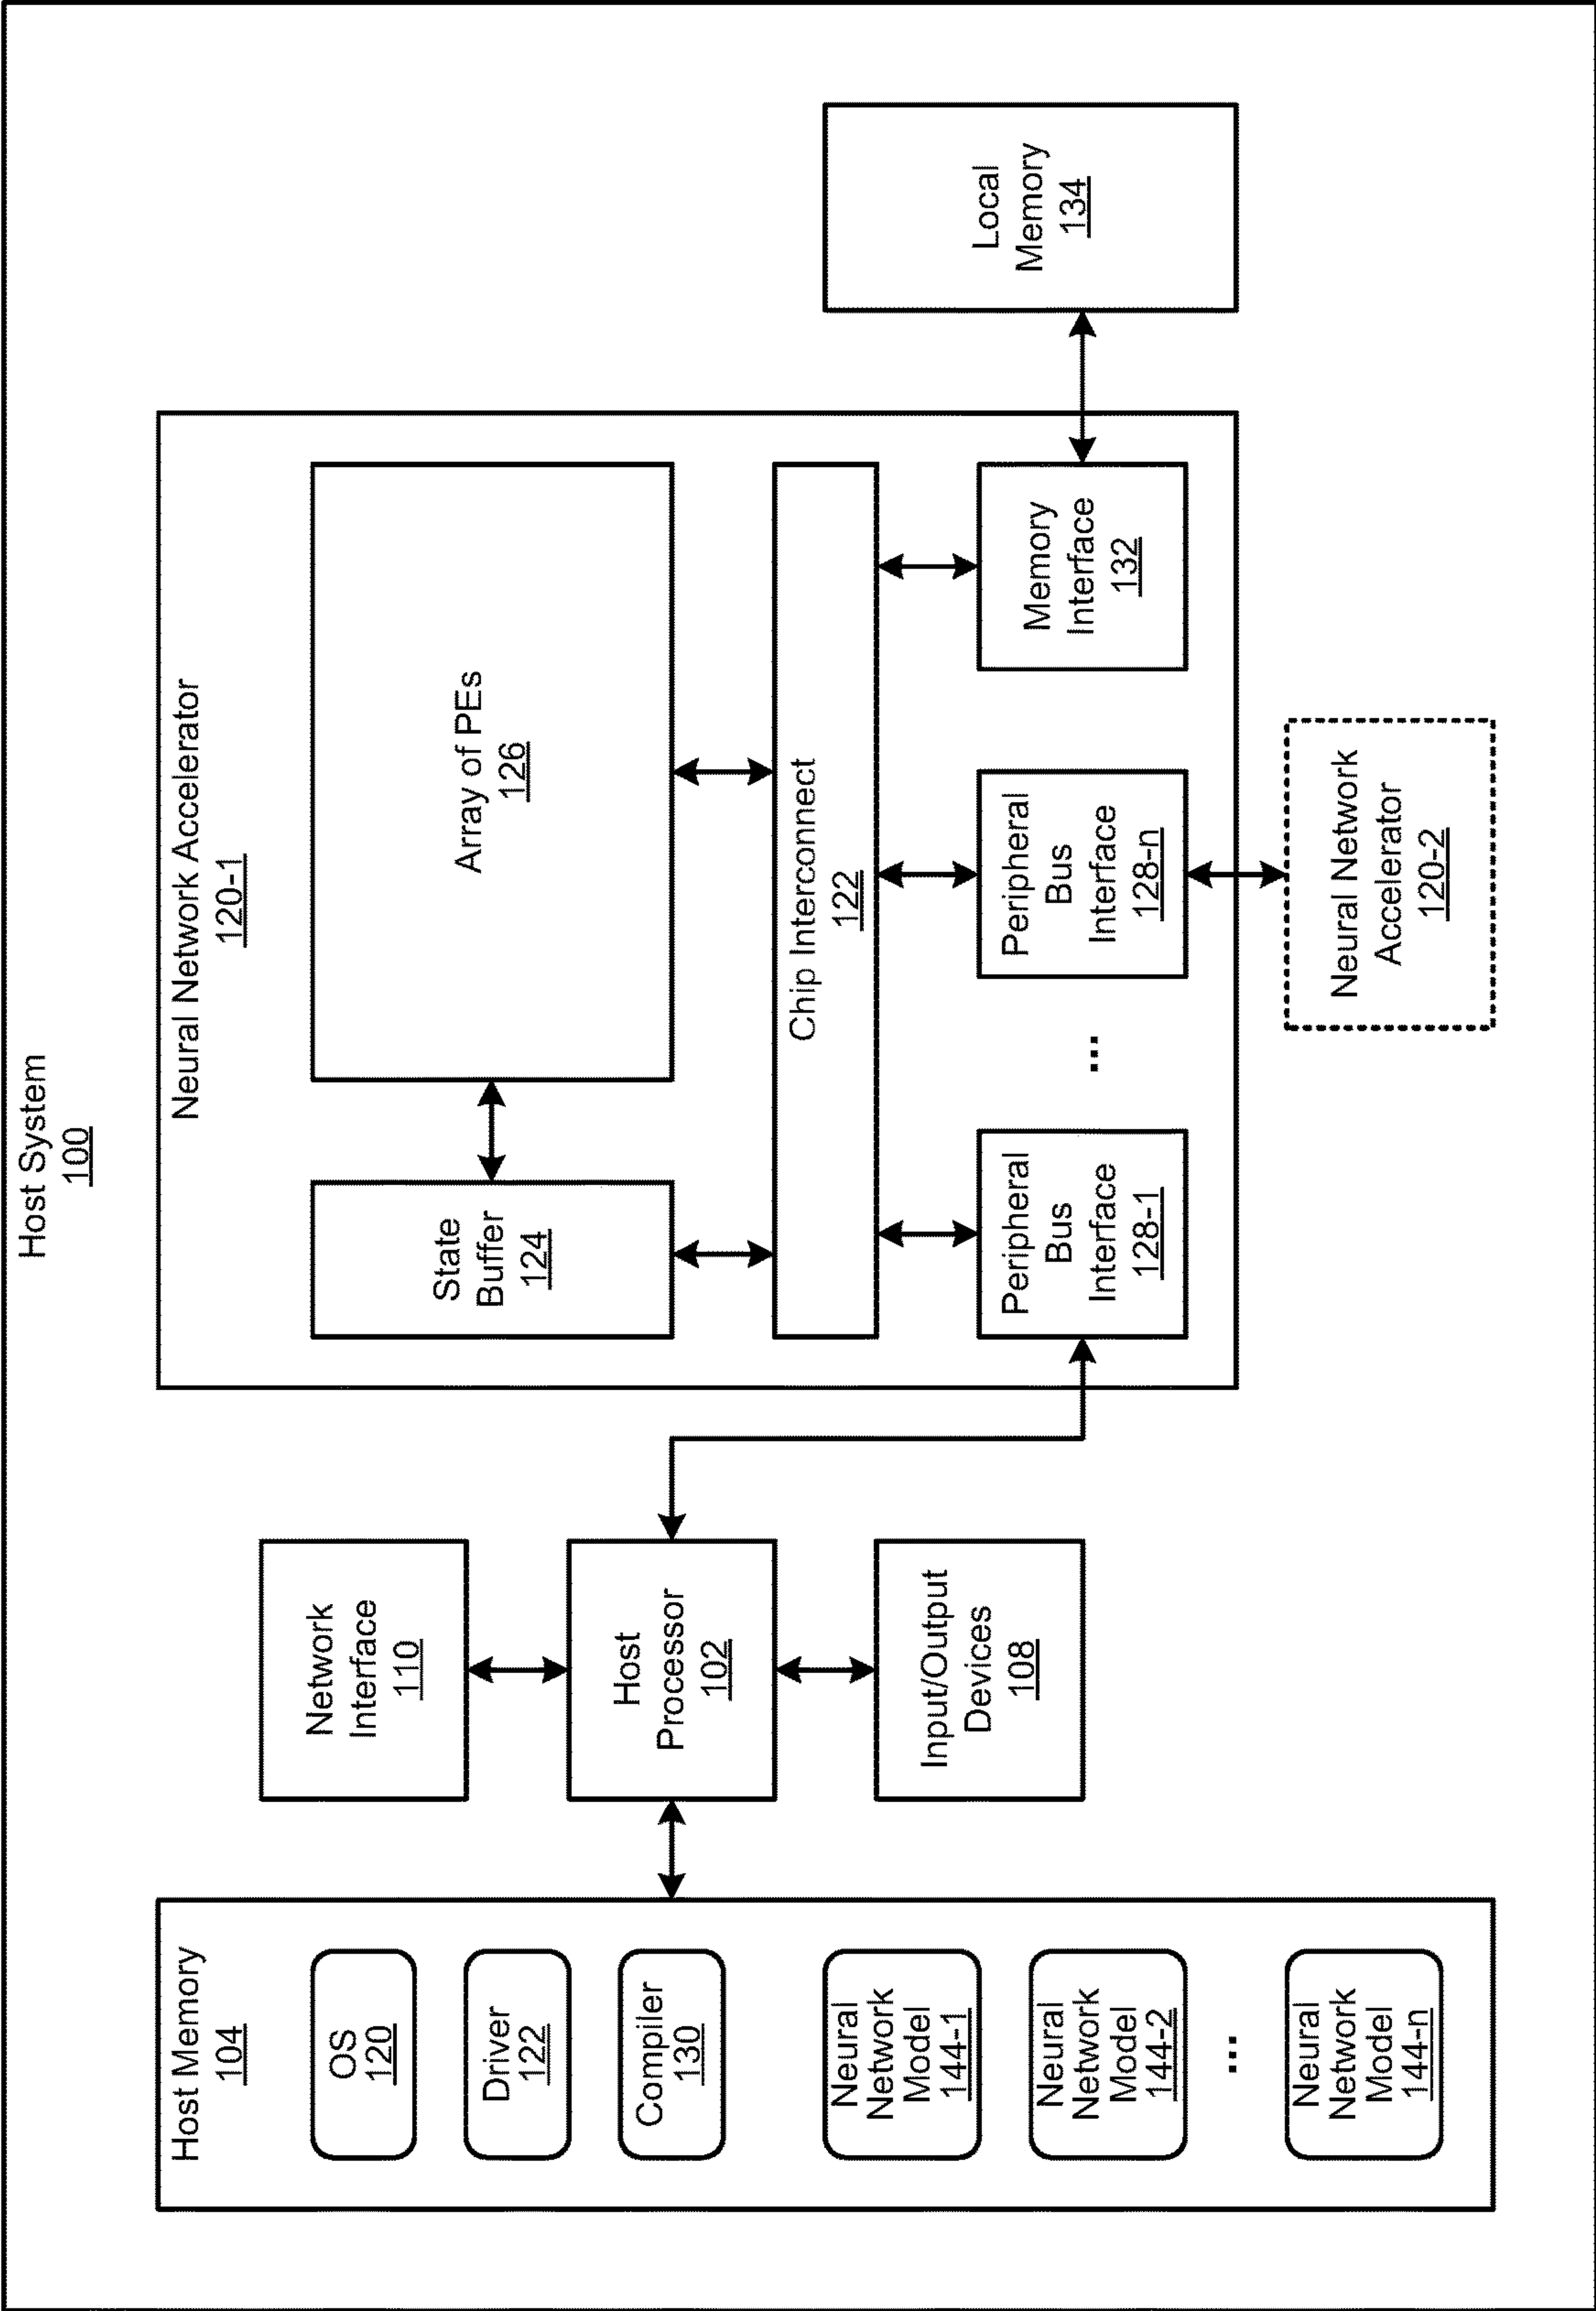 Host System
100
Host Memory
104
OS
120
Driver
122
Compiler
130
Neural
Network
Model
144-1
Neural
Network
Model
144-2
...
Neural
Network
Model
144-n
Network
Interface
110
Host
Processor
102
Input/Output
Devices
108
Neural Network Accelerator
120-1
State
Buffer
124
Array of PEs
126
Chip Interconnect
122
Peripheral
Bus
Interface
128-1
...
Peripheral
Bus
Interface
128-n
Memory
Interface
132
Local
Memory
134
Neural Network
Accelerator
120-2